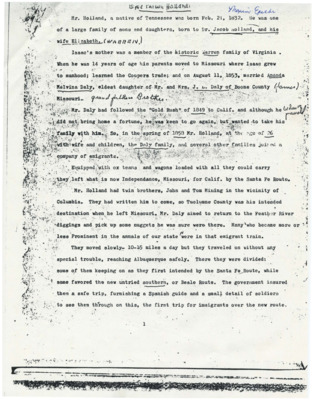 ISAAC CARSON HOLLAND
Mr. Holland, a native of Tennessee was born Feb. 24, 1832. He was one
of a large family of sons and daughters, born to Dr. Jacob Holland, and his
wife Elizabeth. (WARREN)
Isaac's mother was a member of the historic Warren family of Virginia.
When he was 14 years of age his parents moved to Missouri where Isaac grew
to manhood; learned the Coopers trade; and on August 11, 1853, married Amanda
Melvina Daly, eldest daughter of Mr. and Mrs. J. Daly of Boone County
Missouri. grandfather
Mr. Daly had followed the "Gold Rush" of 1849 to Calif. and although he
did not bring home a fortune, he was keen to go again, but wanted to take his
family with him. So, in the spring of 1858 Mr. Holland, at the age of 26
with wife and children, the Daly family, and several other families joined a
company of emigrants.
Equipped with ox teams and wagons loaded with all they could carry
they left what is now Independence, Missouri, for Calif. by the Santa Fe Route.
Mr. Holland had twin brothers, John and Tom Mining in the vicinity of
Columbia. They had written him to come, so Tuolumne County was his intended
destination when he left Missouri. Mr. Daly aimed to return to the Feather River
diggings and pick up some nuggets he was sure were there. Many who became more or
less Prominent in the annals of our state were in that emigrant train.
They moved slowly. 10-15 miles a day but they traveled on without any
special trouble, reaching Albuquerque safely. There they were divided;
some of them keeping on as they first intended by the Santa Fe Route, while
some favored the new untried southern, or Beale Route. The government insured
them a safe trip, furnishing a Spanish guide and a small detail of soldiers
to see them through on this, the first trip for immigrants over the new route.
1